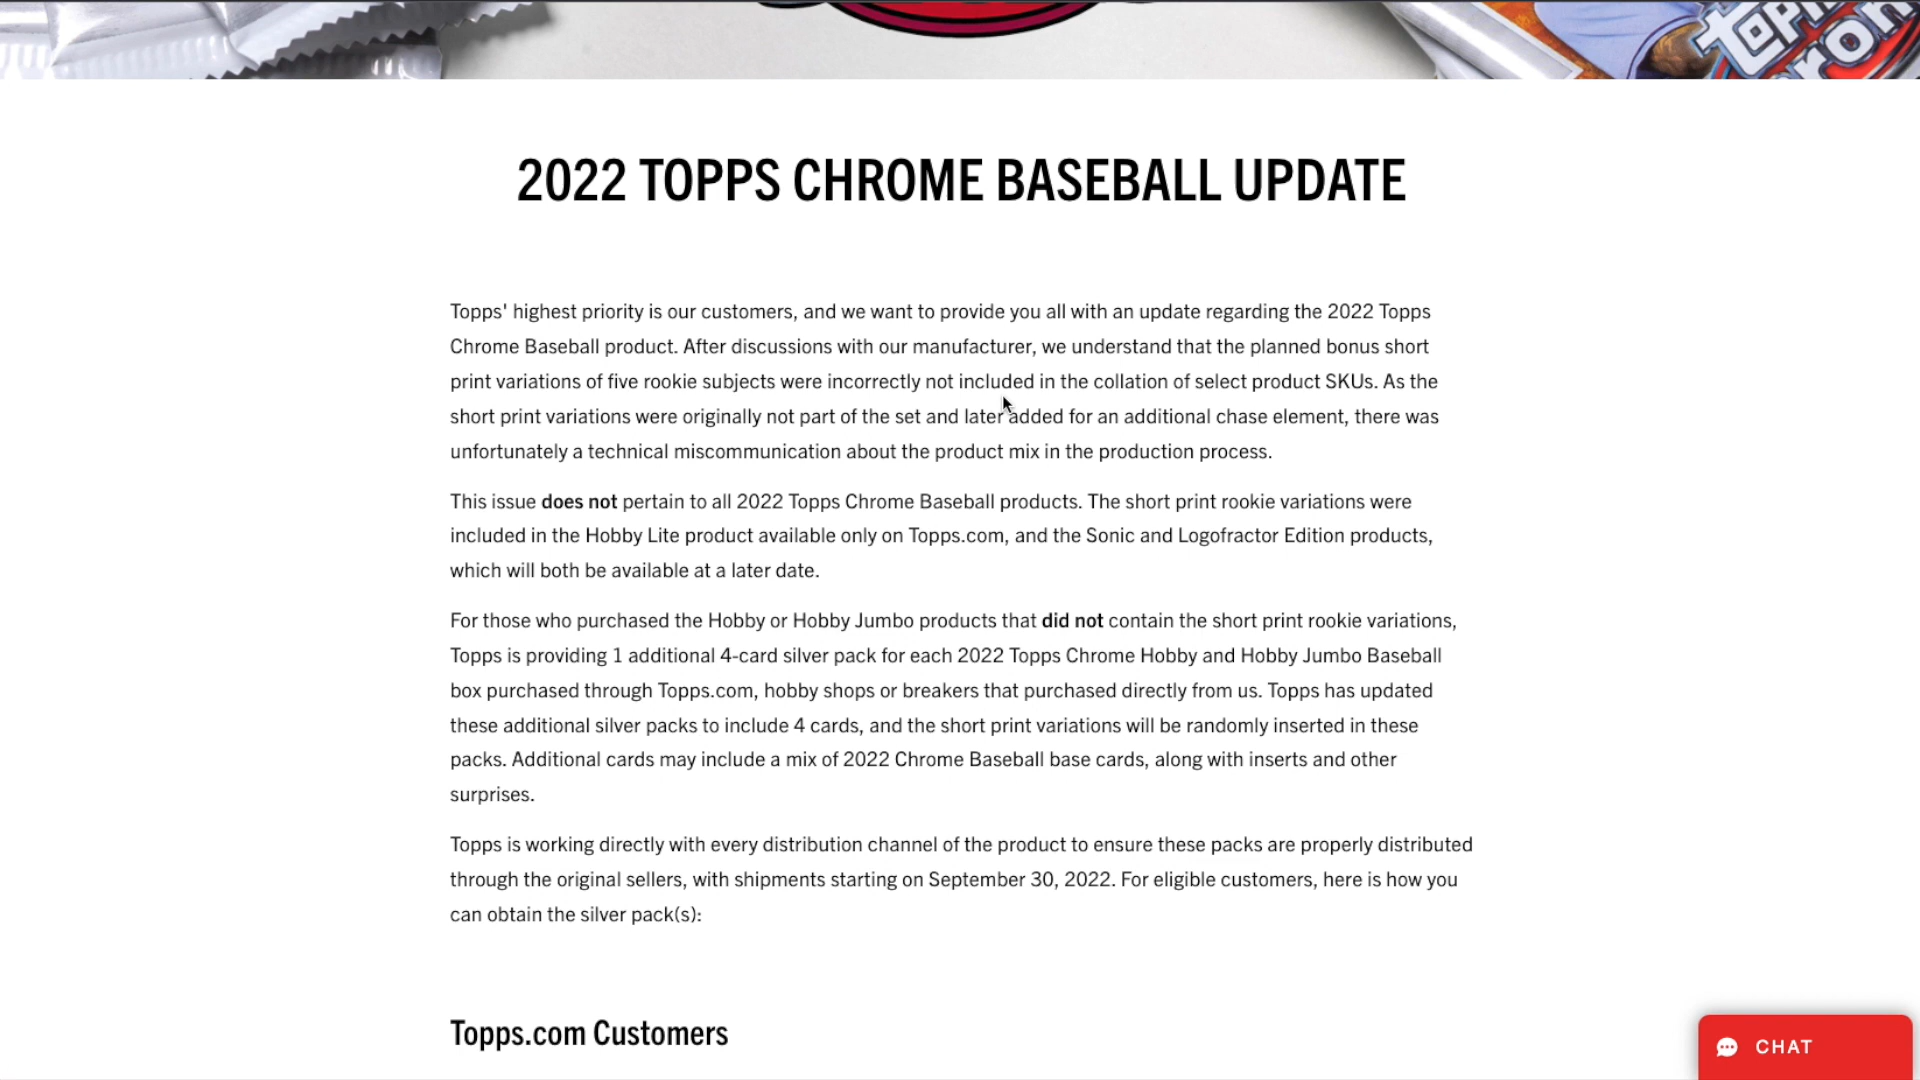 2022 TOPPS CHROME BASEBALL UPDATE
Topps' highest priority is our customers, and we want to provide you all with an update regarding the 2022 Topps
Chrome Baseball product. After discussions with our manufacturer, we understand that the planned bonus short
print variations of five rookie subjects were incorrectly not included in the collation of select product SKUs. As the
short print variations were originally not part of the set and later added for an additional chase element, there was
unfortunately a technical miscommunication about the product mix in the production process.
This issue does not pertain to all 2022 Topps Chrome Baseball products. The short print rookie variations were
included in the Hobby Lite product available only on Topps.com, and the Sonic and Logofractor Edition products,
which will both be available at a later date.
For those who purchased the Hobby or Hobby Jumbo products that did not contain the short print rookie variations,
Topps is providing 1 additional 4-card silver pack for each 2022 Topps Chrome Hobby and Hobby Jumbo Baseball
box purchased through Topps.com, hobby shops or breakers that purchased directly from us. Topps has updated
these additional silver packs to include 4 cards, and the short print variations will be randomly inserted in these
packs. Additional cards may include a mix of 2022 Chrome Baseball base cards, along with inserts and other
surprises.
Topps is working directly with every distribution channel of the product to ensure these packs are properly distributed
through the original sellers, with shipments starting on September 30, 2022. For eligible customers, here is how you
can obtain the silver pack(s):
Topps.com Customers
CHAT